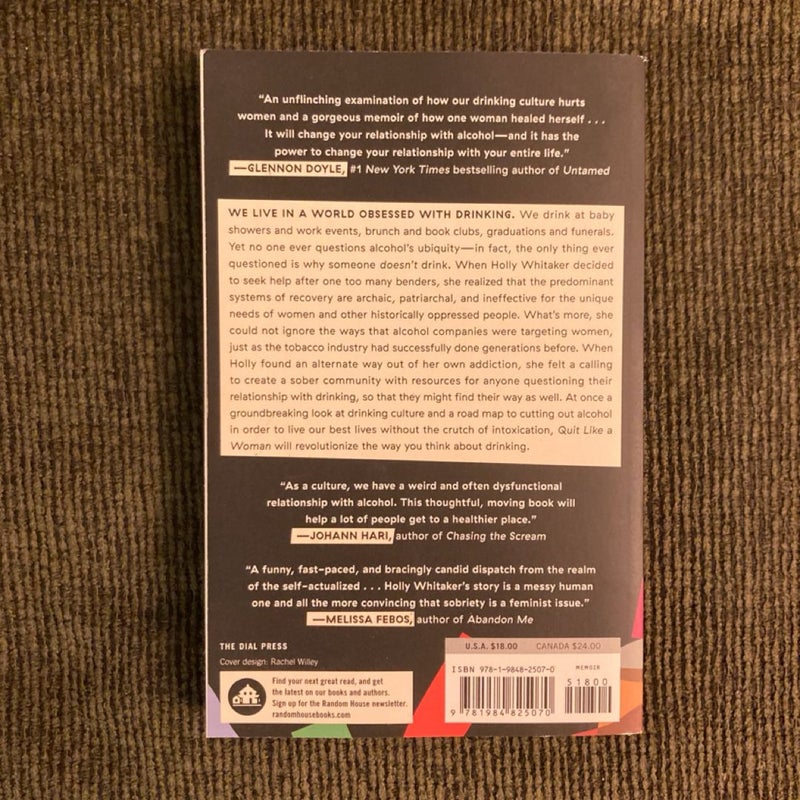 “An unflinching examination of how our drinking culture hurts
women and a gorgeous memoir of how one woman healed herself . . .
It will change your relationship with alcohol—and it has the
power to change your relationship with your entire life.”
—GLENNON DOYLE, #1 New York Times bestselling author of Untamed
WE LIVE IN A WORLD OBSESSED WITH DRINKING. We drink at baby
showers and work events, brunch and book clubs, graduations and funerals.
Yet no one ever questions alcohol’s ubiquity—in fact, the only thing ever
questioned is why someone doesn’t drink. When Holly Whitaker decided
to seek help after one too many benders, she realized that the predominant
systems of recovery are archaic, patriarchal, and ineffective for the unique
needs of women and other historically oppressed people. What’s more, she
could not ignore the ways that alcohol companies were targeting women,
just as the tobacco industry had successfully done generations before. When
Holly found an alternate way out of her own addiction, she felt a calling
to create a sober community with resources for anyone questioning their
relationship with drinking, so that they might find their way as well. At once a
groundbreaking look at drinking culture and a road map to cutting out alcohol
in order to live our best lives without the crutch of intoxication, Quit Like a
Woman will revolutionize the way you think about drinking.
“As a culture, we have a weird and often dysfunctional
relationship with alcohol. This thoughtful, moving book will
help a lot of people get to a healthier place.”
—JOHANN HARI, author of Chasing the Scream
“A funny, fast-paced, and bracingly candid dispatch from the realm
of the self-actualized . . . Holly Whitaker’s story is a messy human
one and all the more convincing that sobriety is a feminist issue.”
—MELISSA FEBOS, author of Abandon Me
THE DIAL PRESS
Cover design: Rachel Willey
Find your next great read, and get
the latest on our books and authors.
Sign up for the Random House newsletter.
randomhousebooks.com
U.S.A. $18.00 CANADA $24.00
ISBN 978-1-9848-2507-0 MEMOIR
51800
9 781984 825070